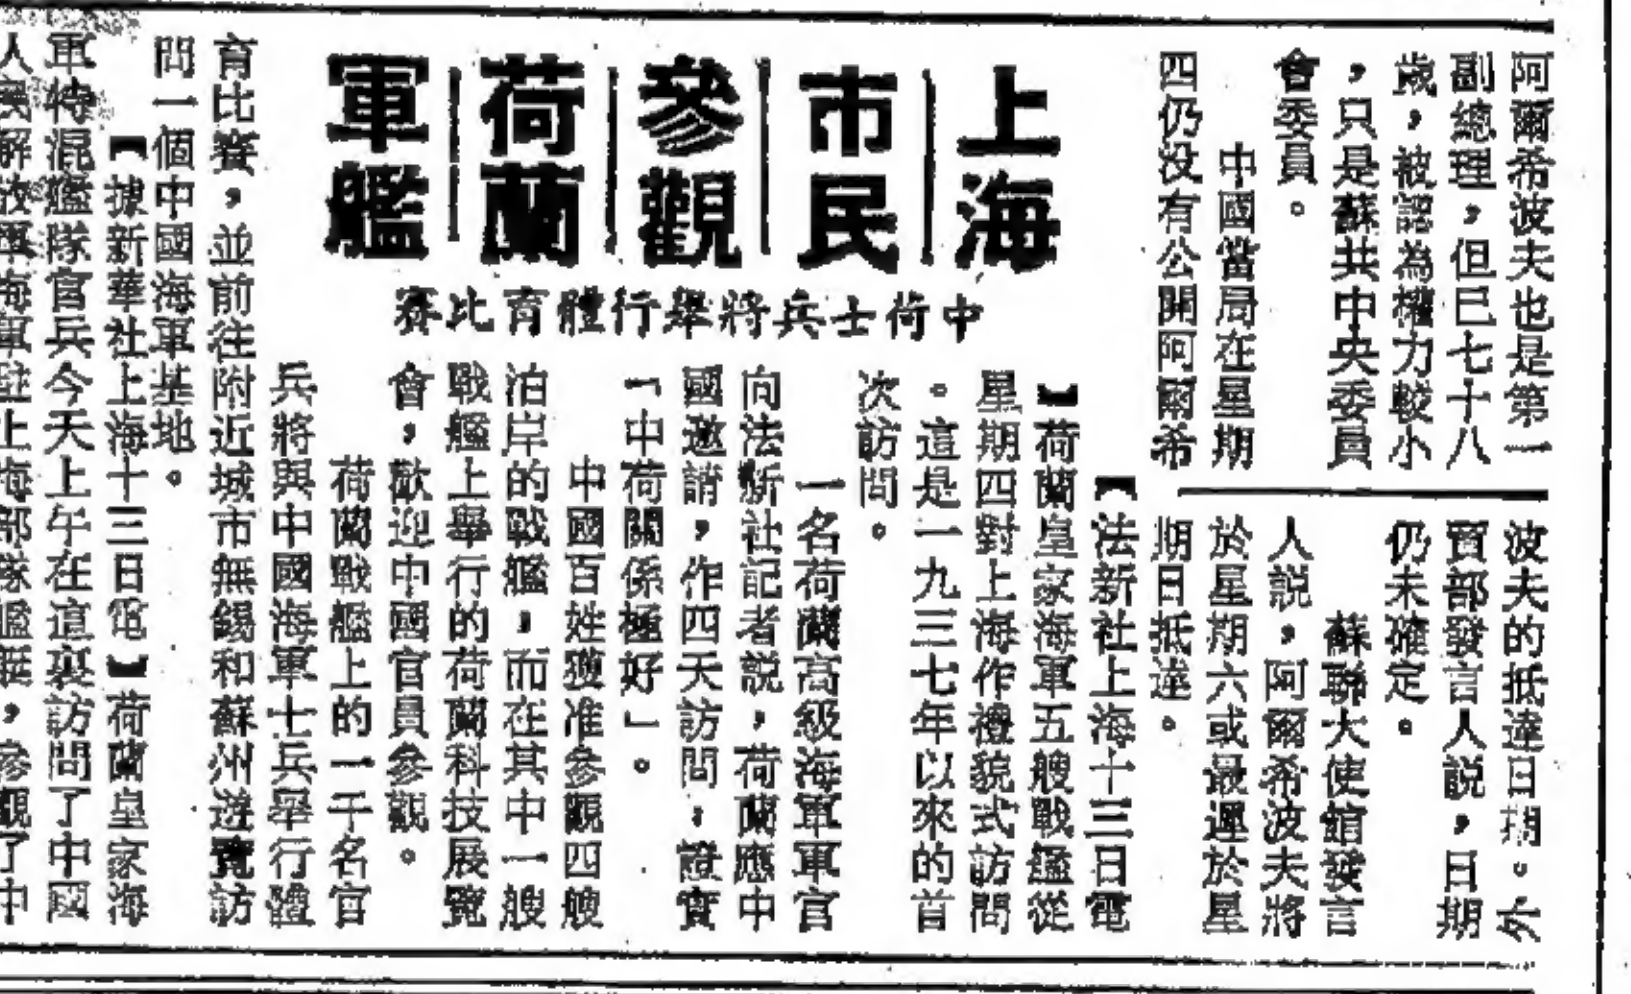 阿爾希波夫也是第一
副總理，但已七十八
歲，被認為權力較小
，只是蘇共中央委員
會委員。
中國當局在星期
四仍没有公開阿爾希
波夫的抵達日期。外
貿部發言人説，日期
仍未確定。
蘇聯大使館發言
人説，阿爾希波夫將
於星期六或最遲於星
期日抵達。
上海
市民
參觀
荷蘭
軍艦
中荷士兵將舉行體育比賽
【法新社上海十三日電
】荷蘭皇家海軍五艘戰艦從
星期四對上海作禮貌式訪問
。這是一九三七年以來的首
次訪問。
一名荷蘭高級海軍軍官
向法新社記者説，荷蘭應中
國邀請，作四天訪問，證實
「中荷關係極好」。
中國百姓獲准參觀四艘
泊岸的戰艦，而在其中一艘
戰艦上舉行的荷蘭科技展覽
會，歡迎中國官員參觀。
荷蘭戰艦上的一千名官
兵將與中國海軍士兵舉行體
育比賽，並前往附近城市無錫和蘇州遊覽訪
問一個中國海軍基地。
【據新華社上海十三日電】荷蘭皇家海
軍特混艦隊官兵今天上午在這裏訪問了中國
人民解放軍海軍駐上海部隊艦艇，參觀了中